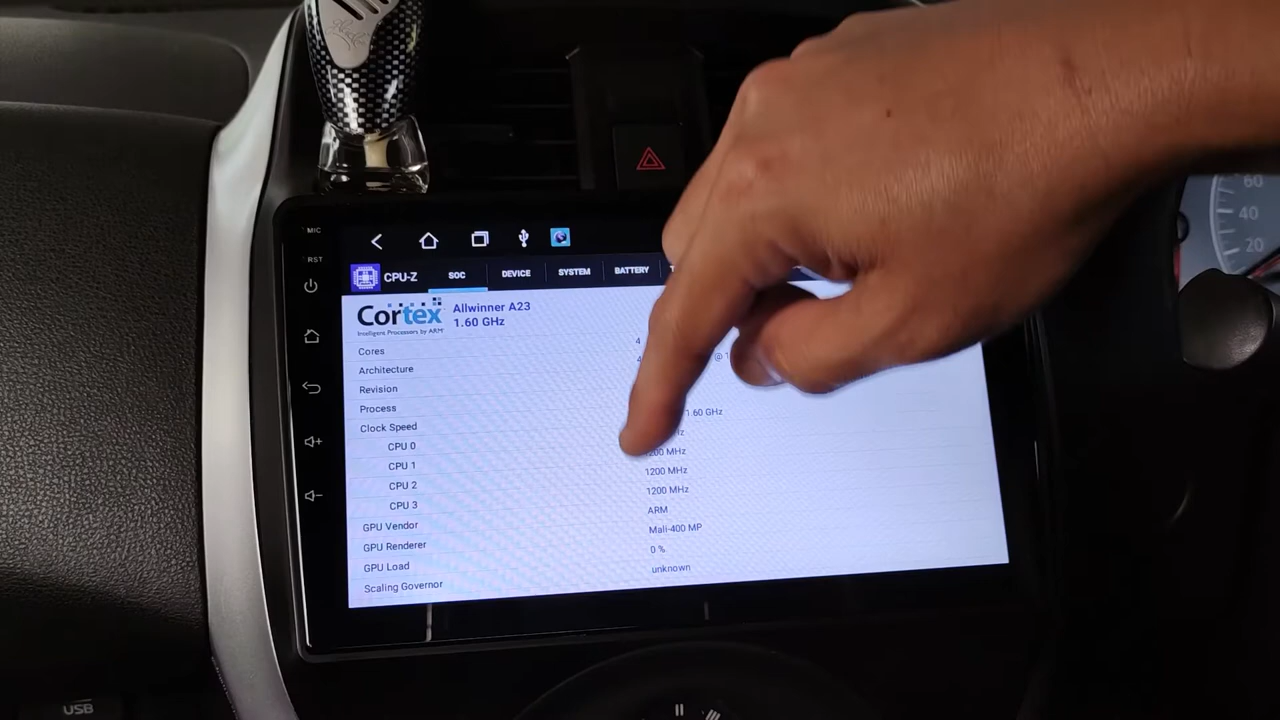 MIC
RST
CPU-Z SOC DEVICE SYSTEM BATTERY
Cortex
Intelligent Processors by ARM
Allwinner A23
1.60 GHz
Cores 4
Architecture
Revision
Process
Clock Speed 1.60 GHz
CPU 0
CPU 1 1200 MHz
CPU 2 1200 MHz
CPU 3 1200 MHz
GPU Vendor ARM
GPU Renderer Mali-400 MP
GPU Load 0 %
Scaling Governor unknown
60
40
20
USB